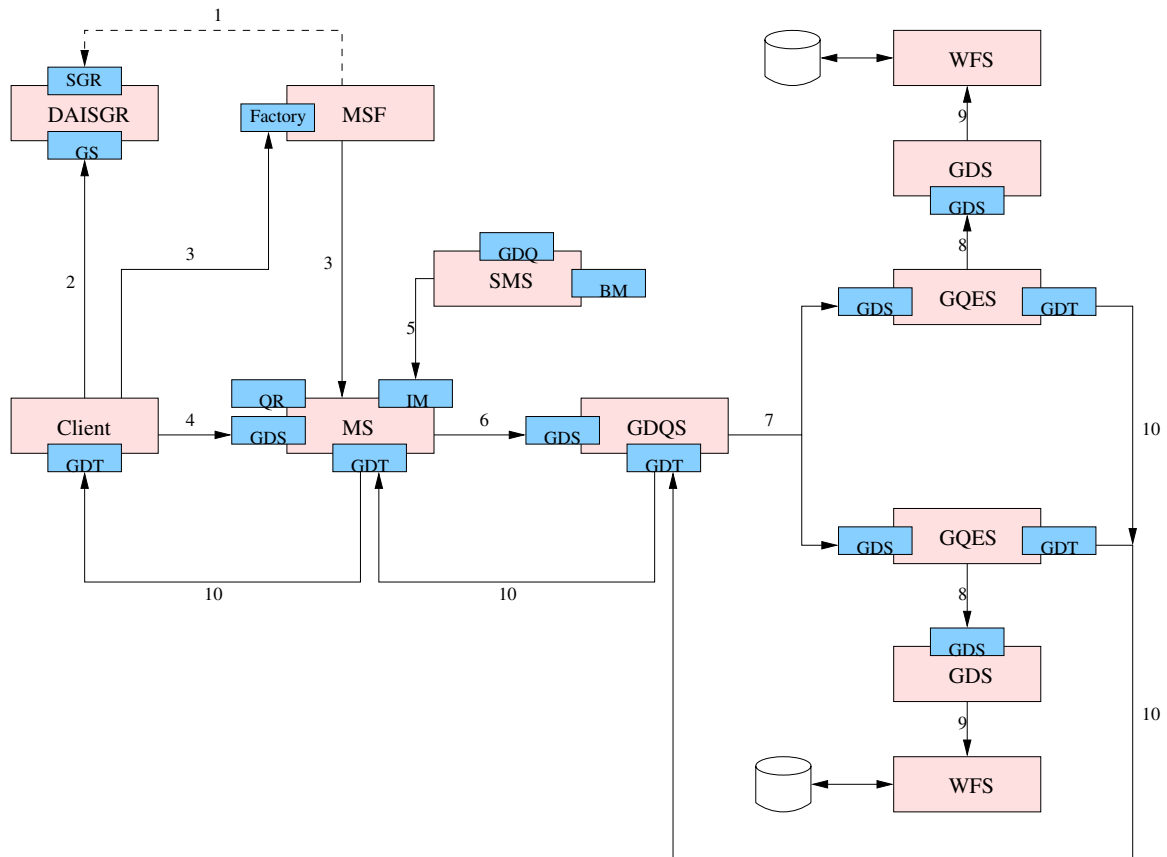 1
SGR
DAISGR
GS
Factory
MSF
WFS
9
GDS
GDS
8
2
3
3
GDQ
SMS
BM
5
GDS
GQES
GDT
Client
GDT
4
QR
GDS
MS
IM
GDT
6
GDS
GDQS
GDT
7
10
GDS
GQES
GDT
10
10
8
GDS
GDS
9
10
WFS